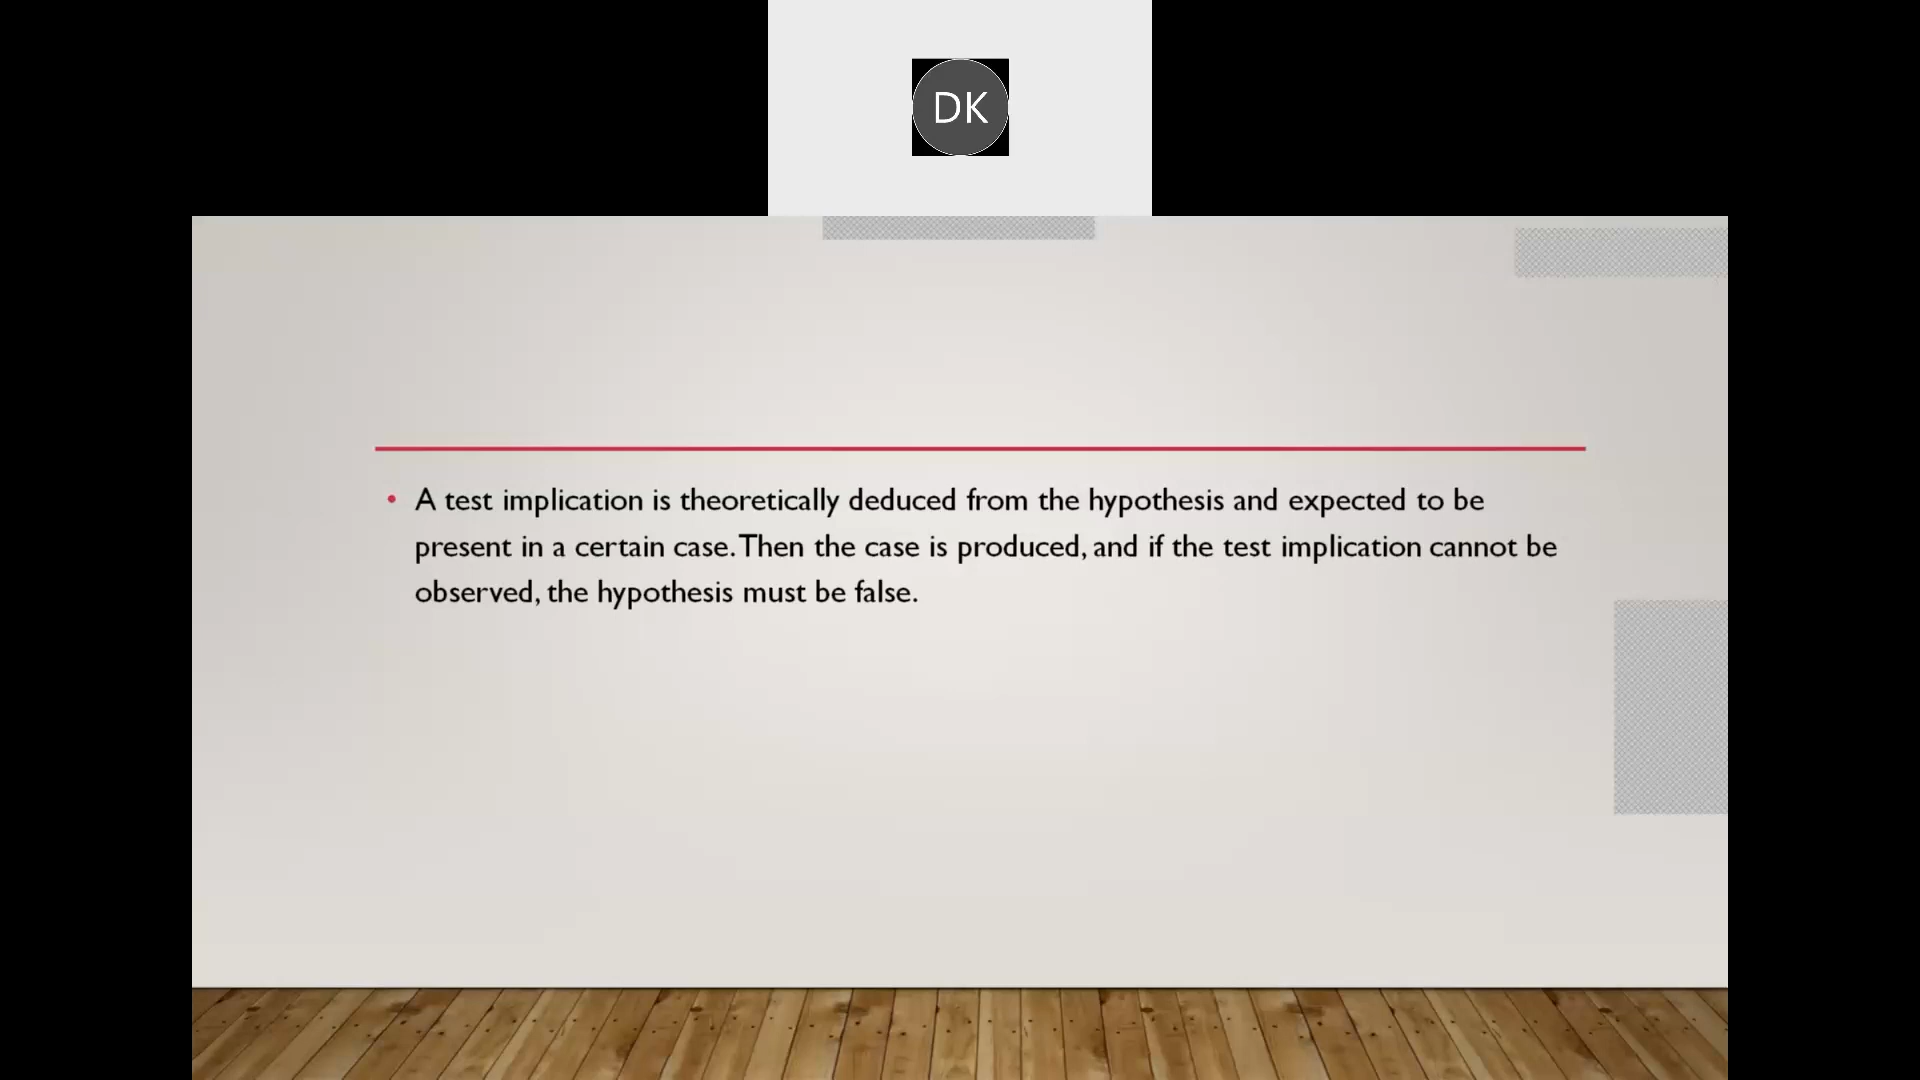 DK
• A test implication is theoretically deduced from the hypothesis and expected to be
present in a certain case. Then the case is produced, and if the test implication cannot be
observed, the hypothesis must be false.